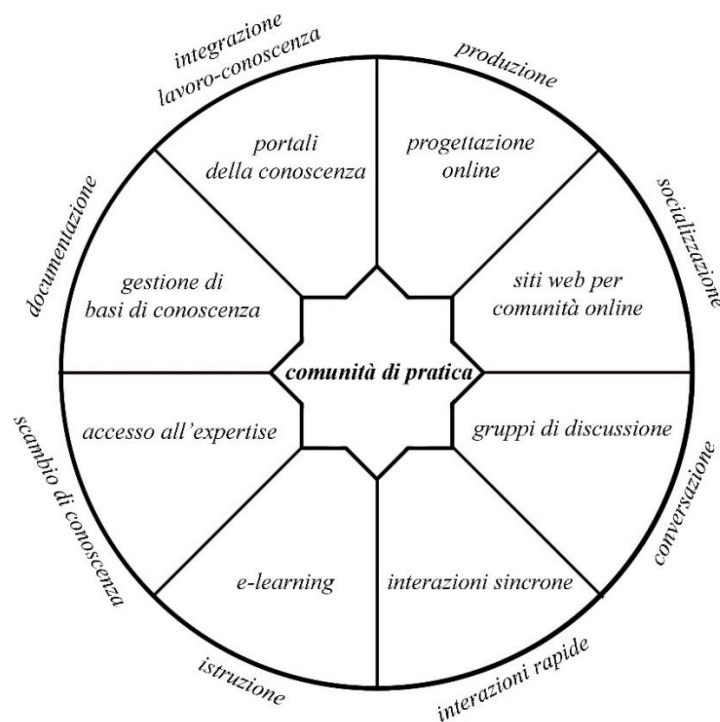 integrazione
lavoro-conoscenza
produzione
portali
della conoscenza
progettazione
online
documentazione
socializzazione
gestione di
basi di conoscenza
siti web per
comunità online
comunità di pratica
accesso all'expertise
gruppi di discussione
scambio di conoscenza
conversazione
e-learning
interazioni sincrone
istruzione
interazioni rapide